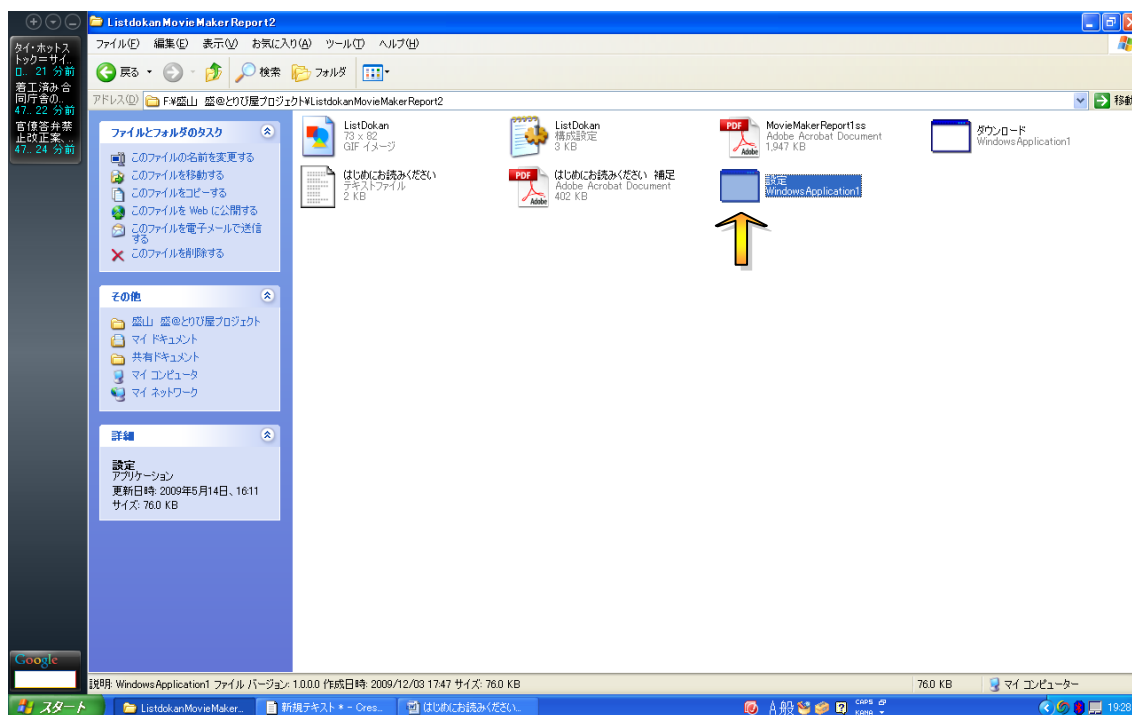 ListdokanMovieMakerReport2
ファイル(F) 編集(E) 表示(V) お気に入り(A) ツール(T) ヘルプ(H)
戻る 検索 フォルダ
アドレス(D) F:¥盛山 盛@とりび屋プロジェクト¥ListdokanMovieMakerReport2 移動
タイ・ホットス
トック＝サイ..
ロ.. 21 分前
着工済み合
同庁舎の..
47.. 22 分前
官僚答弁禁
止改正案、..
47.. 24 分前
ファイルとフォルダのタスク
このファイルの名前を変更する
このファイルを移動する
このファイルをコピーする
このファイルを Web に公開する
このファイルを電子メールで送信
する
このファイルを削除する
その他
盛山 盛@とりび屋プロジェクト
マイ ドキュメント
共有ドキュメント
マイ コンピュータ
マイ ネットワーク
詳細
設定
アプリケーション
更新日時: 2009年5月14日、16:11
サイズ: 76.0 KB
ListDokan
73 x 82
GIF イメージ
ListDokan
構成設定
3 KB
PDF
Adobe
MovieMakerReport1ss
Adobe Acrobat Document
1,947 KB
ダウンロード
WindowsApplication1
はじめにお読みください
テキストファイル
2 KB
PDF
Adobe
はじめにお読みください 補足
Adobe Acrobat Document
402 KB
設定
WindowsApplication1
Google
説明: WindowsApplication1 ファイル バージョン: 1.0.0.0 作成日時: 2009/12/03 17:47 サイズ: 76.0 KB 76.0 KB マイ コンピューター
スタート ListdokanMovieMaker... 新規テキスト * - Cres... はじめにお読みください... A 般 CAPS KANA 19:28